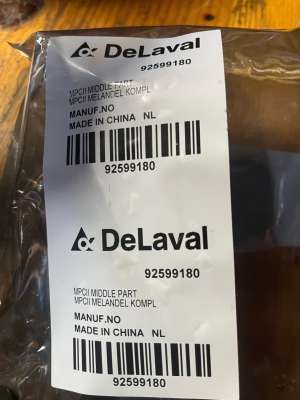 DeLaval
92599180
MPCII MIDDLE PART
MPCII MELANDEL KOMPL
MANUF.NO
MADE IN CHINA NL
92599180
DeLaval
92599180
MPCII MIDDLE PART
MPCII MELANDEL KOMPL
MANUF.NO
MADE IN CHINA NL
92599180